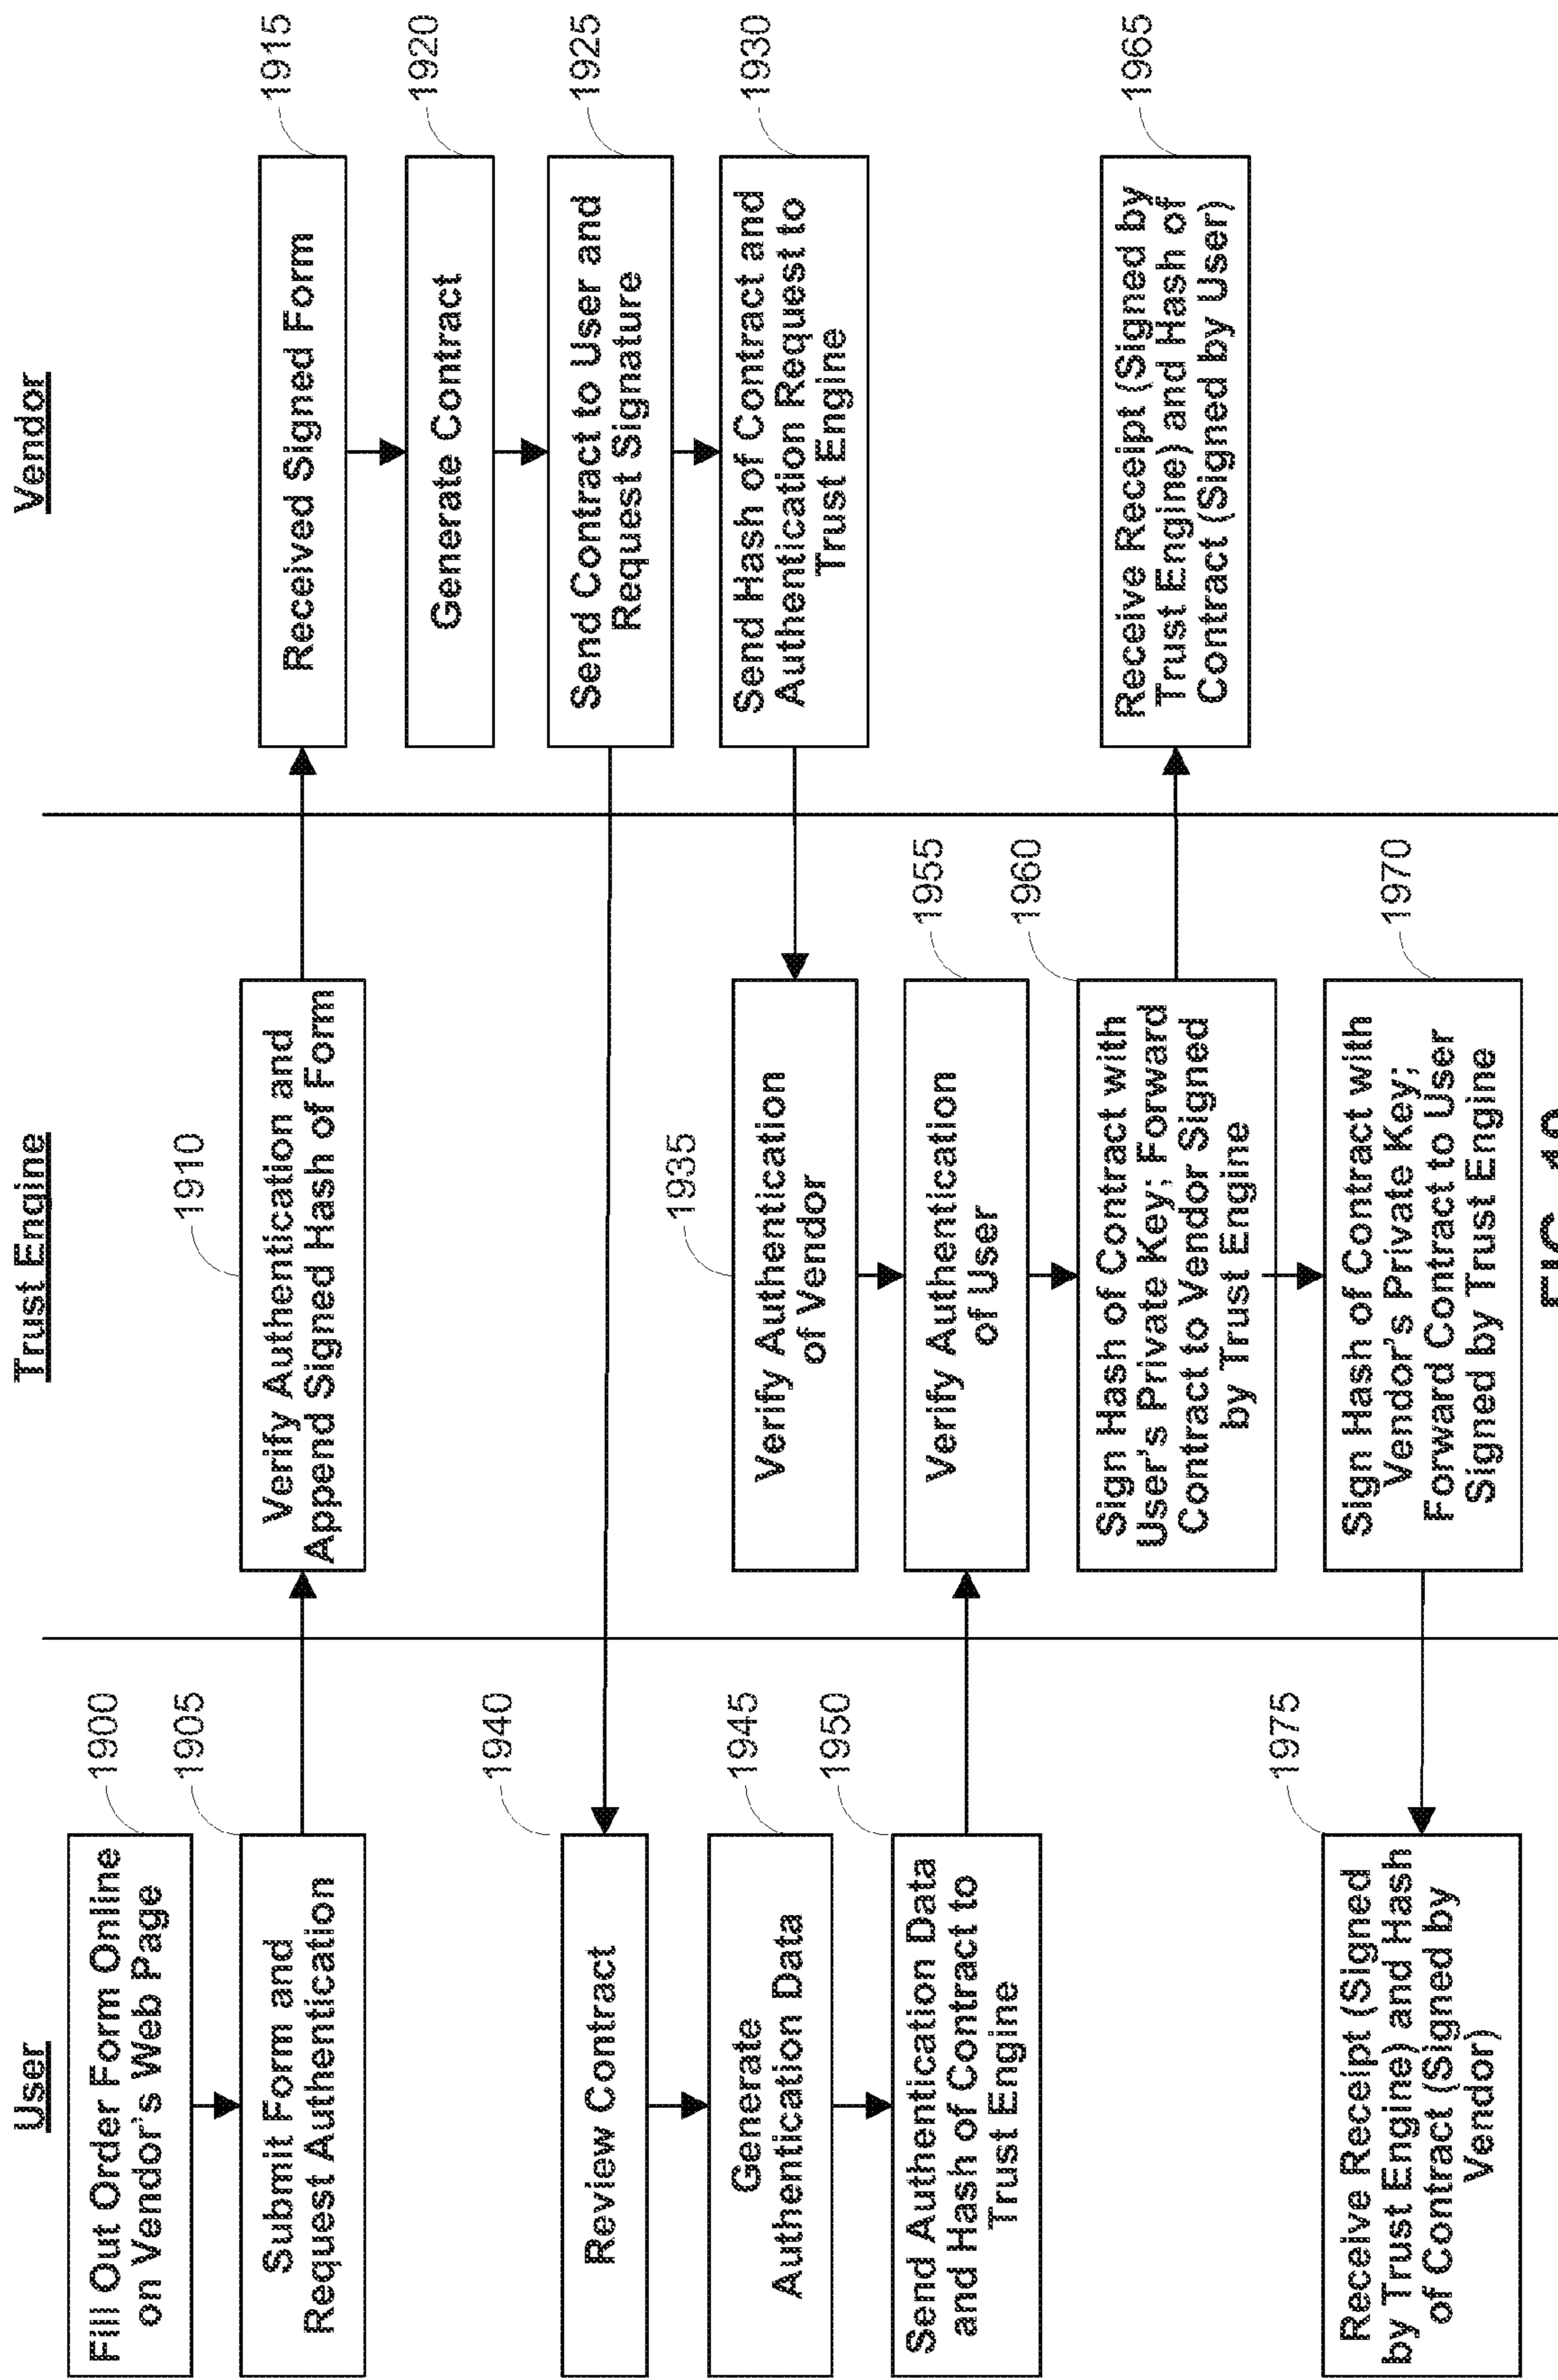 User
Trust Engine
Vendor
Fill Out Order Form Online
on Vendor's Web Page
1900
Submit Form and
Request Authentication
1905
1910
Verify Authentication and
Append Signed Hash of Form
Received Signed Form
1915
Generate Contract
1920
Send Contract to User and
Request Signature
1925
Send Hash of Contract and
Authentication Request to
Trust Engine
1930
1935
Verify Authentication
of Vendor
1940
Review Contract
Generate
Authentication Data
1945
Send Authentication Data
and Hash of Contract to
Trust Engine
1950
Verify Authentication
of User
1955
Sign Hash of Contract with
User's Private Key; Forward
Contract to Vendor Signed
by Trust Engine
1960
Receive Receipt (Signed by
Trust Engine) and Hash of
Contract (Signed by User)
1965
Sign Hash of Contract with
Vendor's Private Key;
Forward Contract to User
Signed by Trust Engine
1970
Receive Receipt (Signed
by Trust Engine) and Hash
of Contract (Signed by
Vendor)
1975